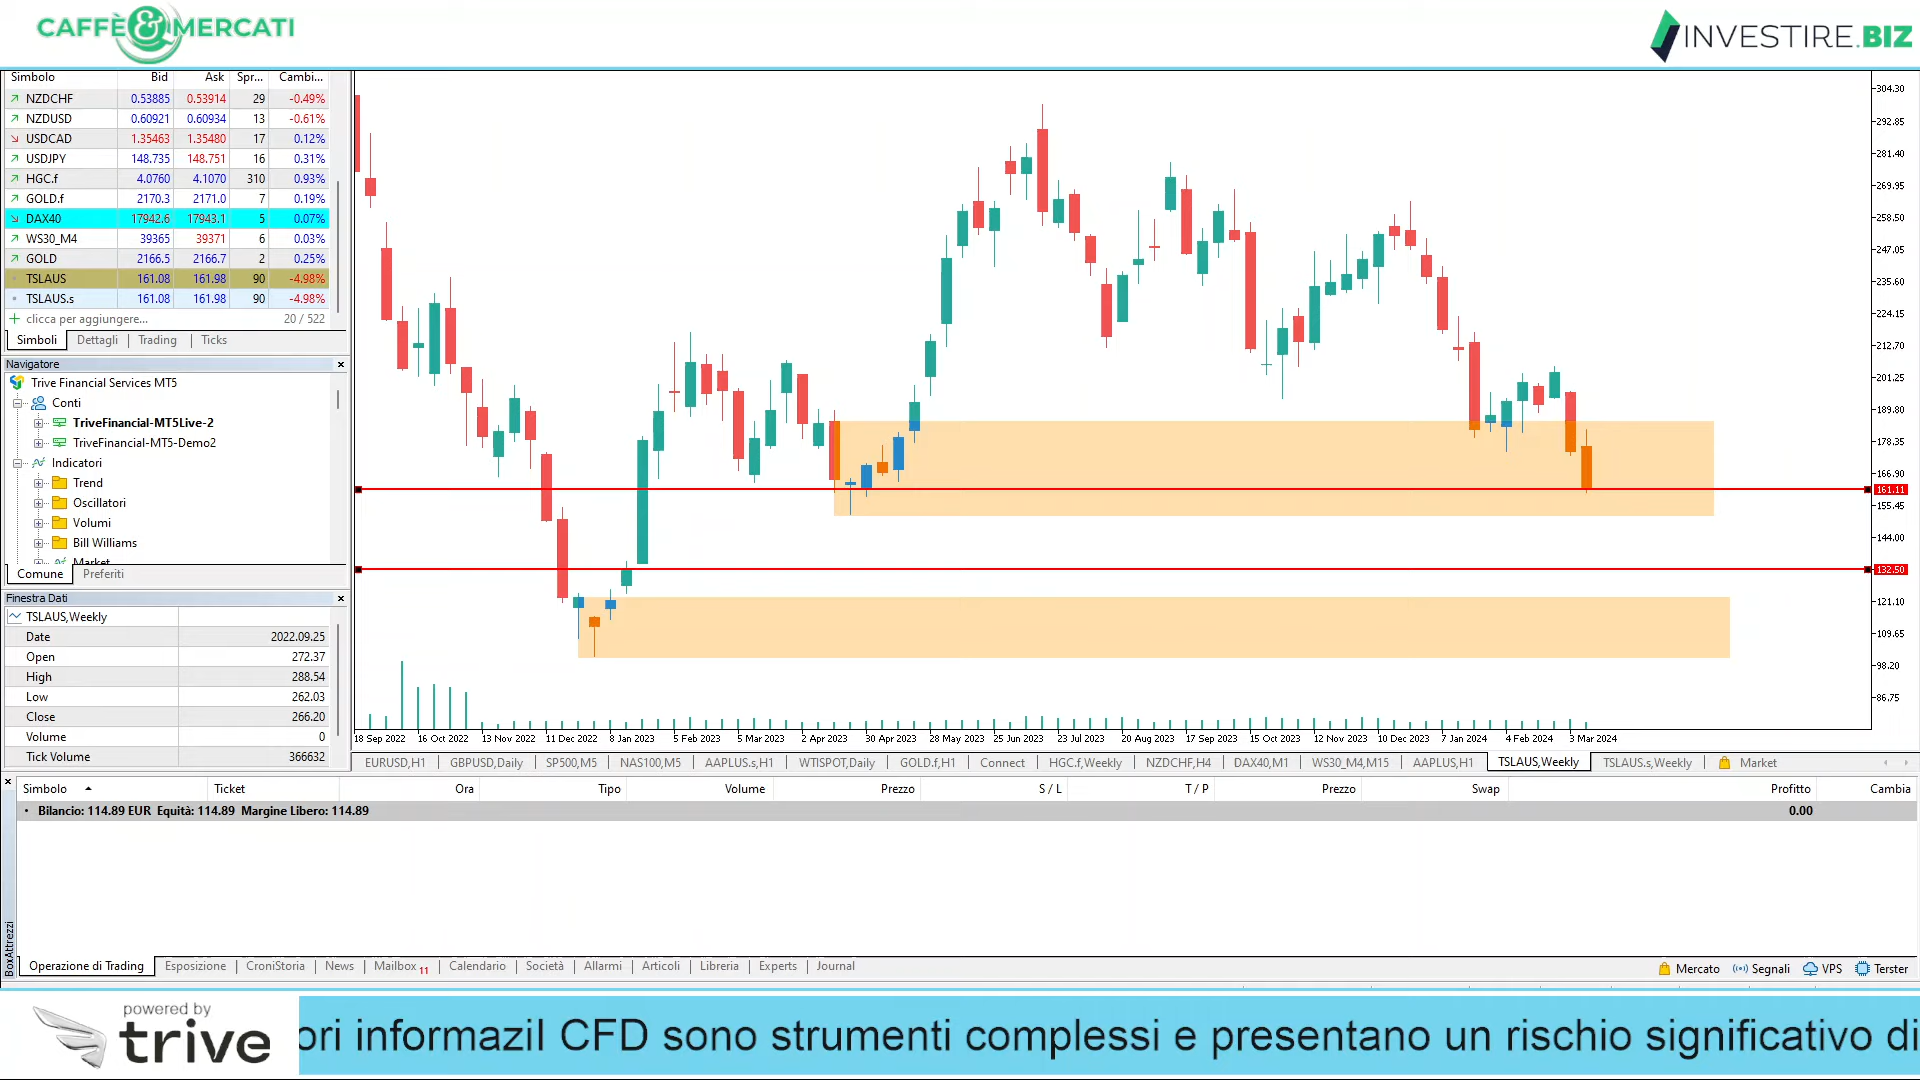 CAFFÈ&MERCATI
INVESTIRE.BIZ
Simbolo Bid Ask Spr... Cambi...
NZDCHF 0.53885 0.53914 29 -0.49%
NZDUSD 0.60921 0.60934 13 -0.61%
USDCAD 1.35463 1.35480 17 0.12%
USDJPY 148.735 148.751 16 0.31%
HGC.f 4.0760 4.1070 310 0.93%
GOLD.f 2170.3 2171.0 7 0.19%
DAX40 17942.6 17943.1 5 0.07%
WS30_M4 39365 39371 6 0.03%
GOLD 2166.5 2166.7 2 0.25%
TSLAUS 161.08 161.98 90 -4.98%
TSLAUS.s 161.08 161.98 90 -4.98%
clicca per aggiungere... 20 / 522
Simboli Dettagli Trading Ticks
Navigatore
Trive Financial Services MT5
Conti
TriveFinancial-MT5Live-2
TriveFinancial-MT5-Demo2
Indicatori
Trend
Oscillatori
Volumi
Bill Williams
Market
Comune Preferiti
Finestra Dati
TSLAUS,Weekly
Date 2022.09.25
Open 272.37
High 288.54
Low 262.03
Close 266.20
Volume 0
Tick Volume 366632
304.30
292.85
281.40
269.95
258.50
247.05
235.60
224.15
212.70
201.25
189.80
178.35
166.90
161.11
155.45
144.00
132.50
121.10
109.65
98.20
86.75
18 Sep 2022 16 Oct 2022 13 Nov 2022 11 Dec 2022 8 Jan 2023 5 Feb 2023 5 Mar 2023 2 Apr 2023 30 Apr 2023 28 May 2023 25 Jun 2023 23 Jul 2023 20 Aug 2023 17 Sep 2023 15 Oct 2023 12 Nov 2023 10 Dec 2023 7 Jan 2024 4 Feb 2024 3 Mar 2024
EURUSD,H1 GBPUSD,Daily SP500,M5 NAS100,M5 AAPLUS.s,H1 WTISPOT,Daily GOLD.f,H1 Connect HGC.f,Weekly NZDCHF,H4 DAX40,M1 WS30_M4,M15 AAPLUS,H1 TSLAUS,Weekly TSLAUS.s,Weekly Market
Simbolo Ticket Ora Tipo Volume Prezzo S / L T / P Prezzo Swap Profitto Cambia
Bilancio: 114.89 EUR Equità: 114.89 Margine Libero: 114.89 0.00
BoxAttrezzi
Operazione di Trading Esposizione CroniStoria News Mailbox 11 Calendario Società Allarmi Articoli Libreria Experts Journal
Mercato Segnali VPS Terster
powered by
trive
ori informazil CFD sono strumenti complessi e presentano un rischio significativo di